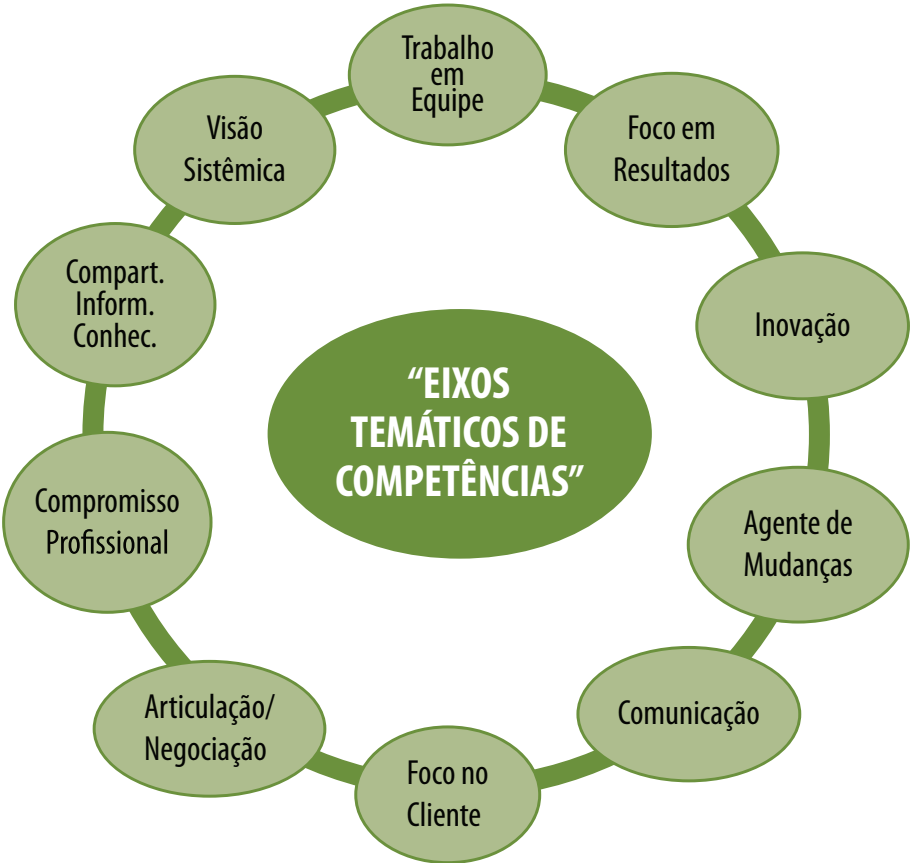 Trabalho
em
Equipe
Foco em
Resultados
Inovação
Agente de
Mudanças
Comunicação
Foco no
Cliente
Articulação/
Negociação
Compromisso
Profissional
Compart.
Inform.
Conhec.
Visão
Sistêmica
“EIXOS
TEMÁTICOS DE
COMPETÊNCIAS”